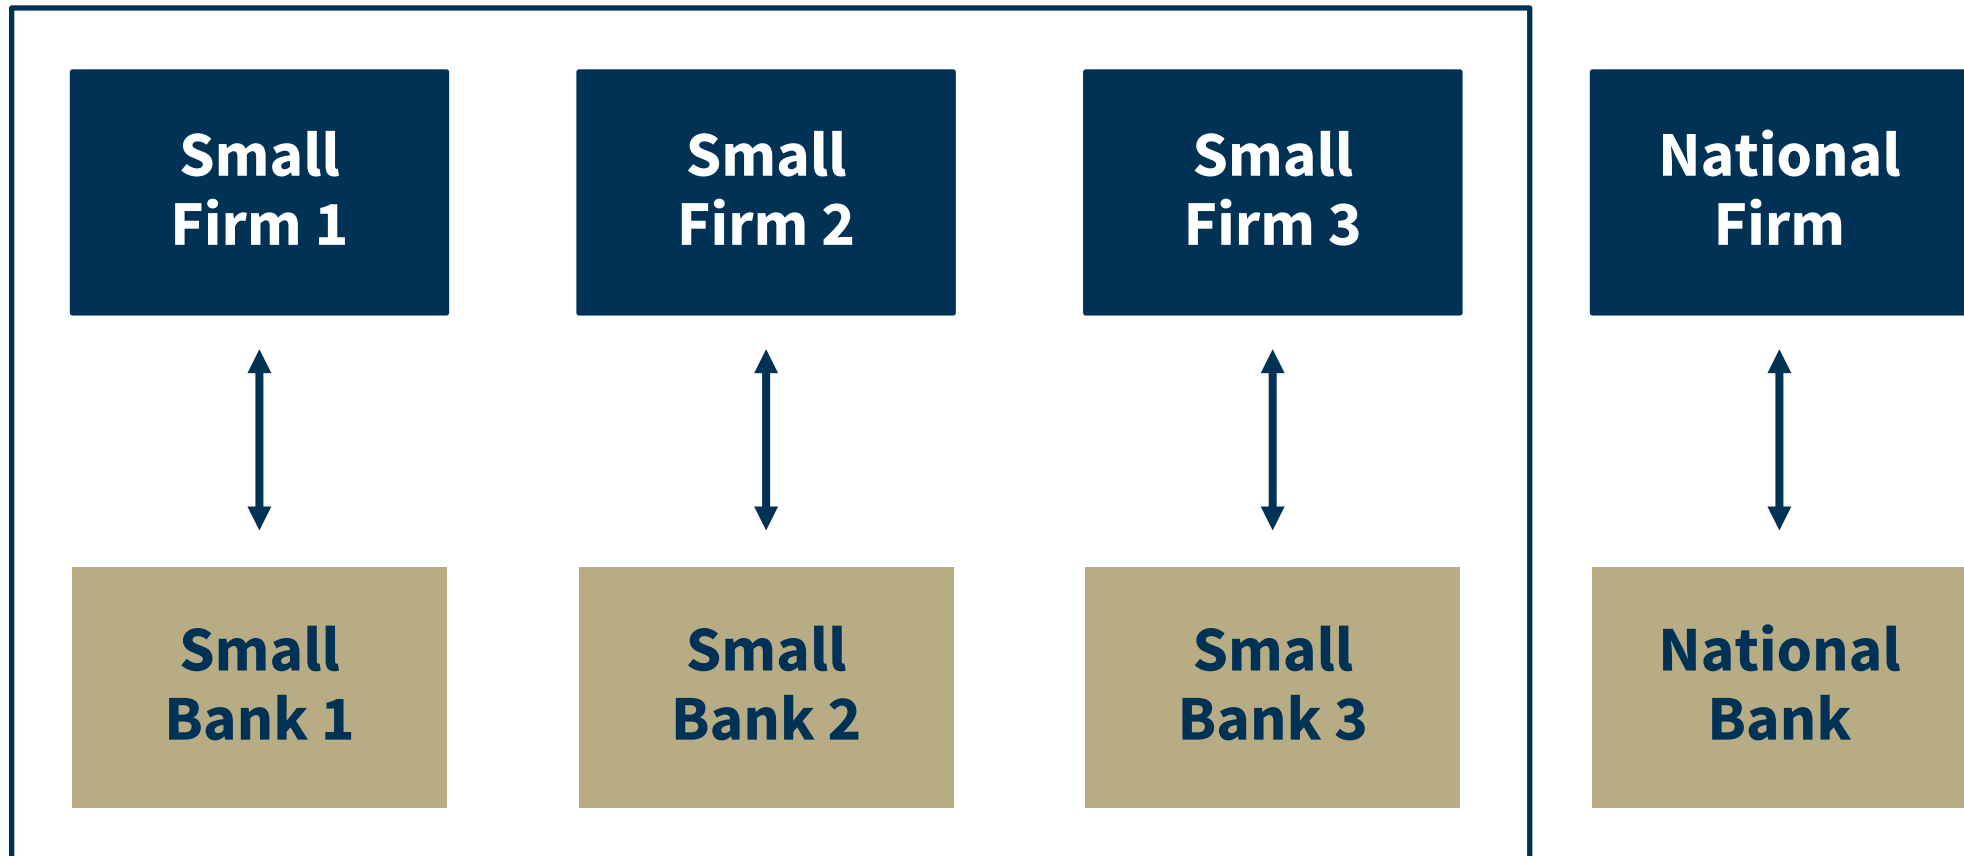 Small
Firm 1
Small
Firm 2
Small
Firm 3
National
Firm
Small
Bank 1
Small
Bank 2
Small
Bank 3
National
Bank